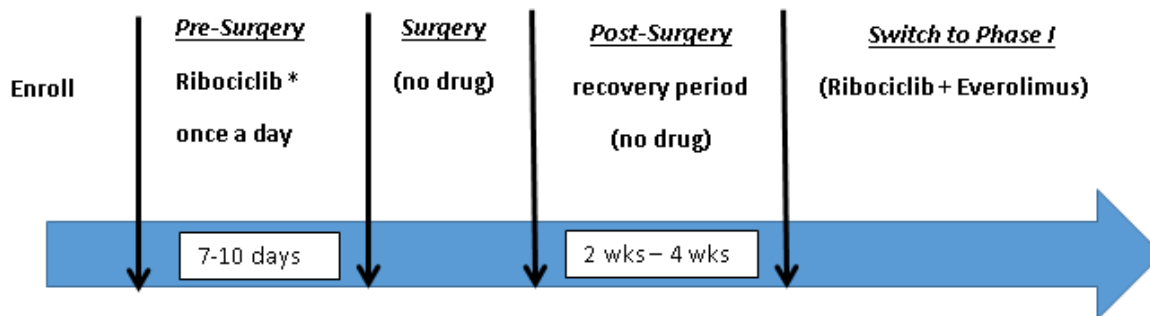 Enroll
Pre-Surgery
Ribociclib *
once a day
Surgery
(no drug)
Post-Surgery
recovery period
(no drug)
Switch to Phase I
(Ribociclib + Everolimus)
7-10 days
2 wks – 4 wks